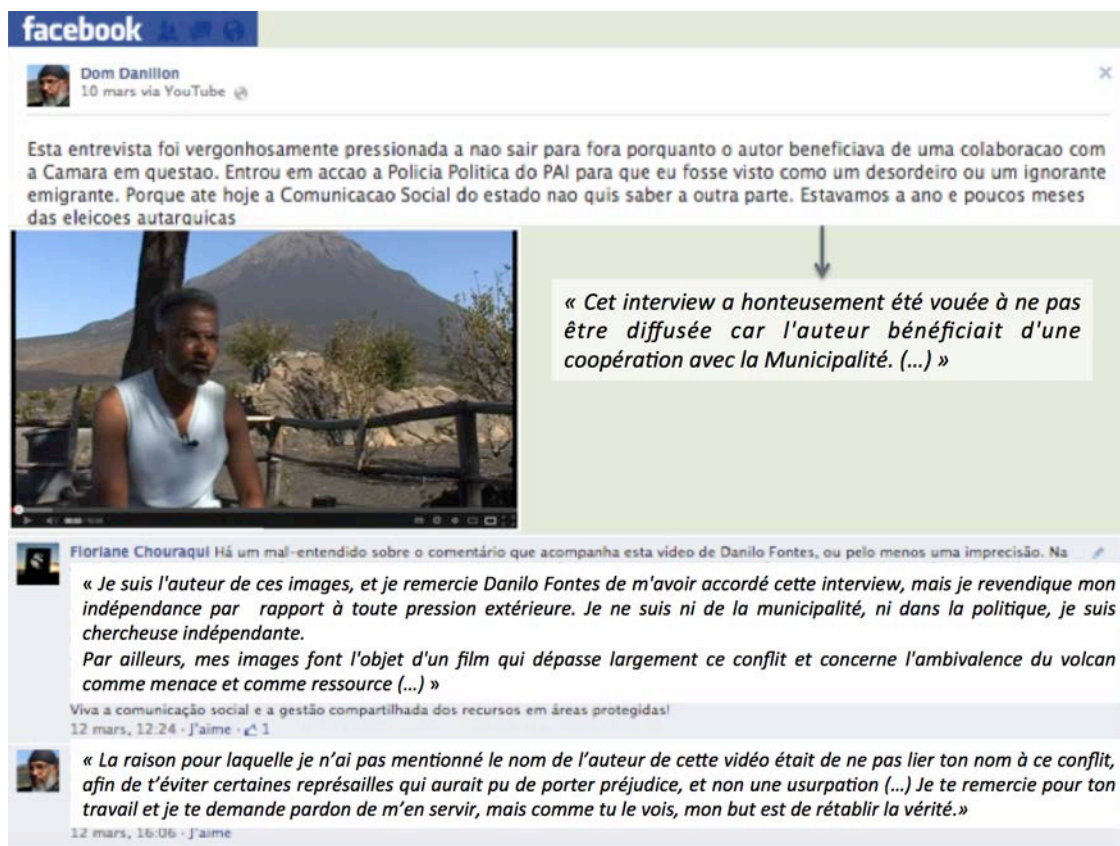 facebook
Dom Danillon
10 mars via YouTube
Esta entrevista foi vergonhosamente pressionada a nao sair para fora porquanto o autor beneficiava de uma colaboracao com
a Camara em questao. Entrou em accao a Policia Politica do PAI para que eu fosse visto como um desordeiro ou um ignorante
emigrante. Porque ate hoje a Comunicacao Social do estado nao quis saber a outra parte. Estavamos a ano e poucos meses
das eleicoes autarquicas
« Cet interview a honteusement été vouée à ne pas
être diffusée car l'auteur bénéficiait d'une
coopération avec la Municipalité. (...) »
Floriane Chouraqui Há um mal-entendido sobre o comentário que acompanha esta vídeo de Danilo Fontes, ou pelo menos uma imprecisão. Na
« Je suis l'auteur de ces images, et je remercie Danilo Fontes de m'avoir accordé cette interview, mais je revendique mon
indépendance par rapport à toute pression extérieure. Je ne suis ni de la municipalité, ni dans la politique, je suis
chercheuse indépendante.
Par ailleurs, mes images font l'objet d'un film qui dépasse largement ce conflit et concerne l'ambivalence du volcan
comme menace et comme ressource (...) »
Viva a comunicação social e a gestão compartilhada dos recursos em áreas protegidas!
12 mars, 12:24 · J'aime · 1
« La raison pour laquelle je n'ai pas mentionné le nom de l'auteur de cette vidéo était de ne pas lier ton nom à ce conflit,
afin de t'éviter certaines représailles qui aurait pu de porter préjudice, et non une usurpation (...) Je te remercie pour ton
travail et je te demande pardon de m'en servir, mais comme tu le vois, mon but est de rétablir la vérité.»
12 mars, 16:06 · J'aime